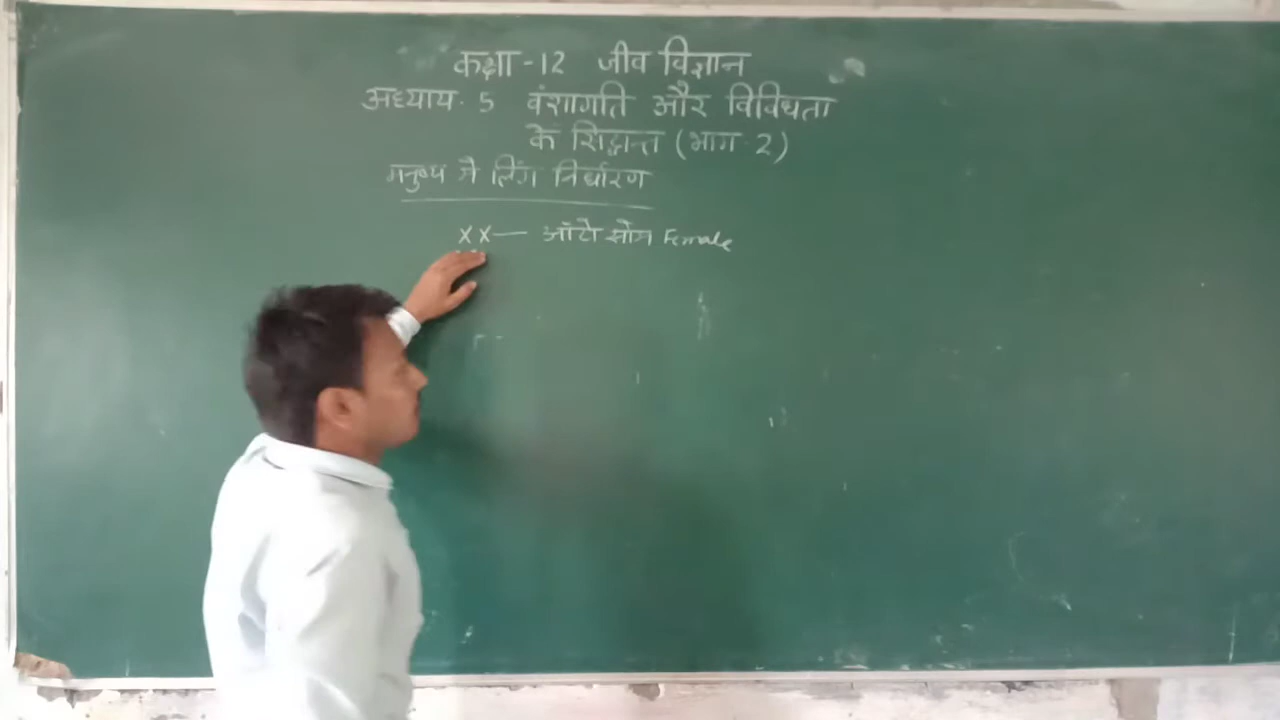 कक्षा -12 जीव विज्ञान
अध्याय- 5 वंशागति और विविधता
के सिद्धान्त (भाग-2)
मनुष्य मे लिंग निर्धारण
XX — ऑटो सोम Female